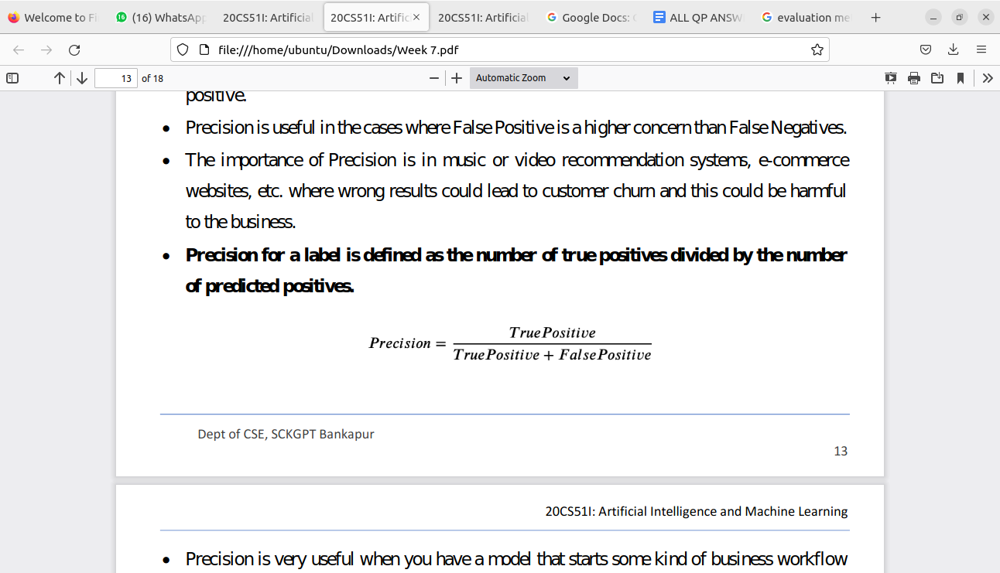 Welcome to Fi
(16) WhatsApp
20CS51I: Artificial
20CS51I: Artific
20CS51I: Artificial
Google Docs:
ALL QP ANSW
evaluation me
file:///home/ubuntu/Downloads/Week 7.pdf
13 of 18
Automatic Zoom
positive.
• Precision is useful in the cases where False Positive is a higher concern than False Negatives.
• The importance of Precision is in music or video recommendation systems, e-commerce
websites, etc. where wrong results could lead to customer churn and this could be harmful
to the business.
• Precision for a label is defined as the number of true positives divided by the number
of predicted positives.
TruePositive
Precision =
TruePositive + FalsePositive
Dept of CSE, SCKGPT Bankapur
13
20CS51I: Artificial Intelligence and Machine Learning
• Precision is very useful when you have a model that starts some kind of business workflow